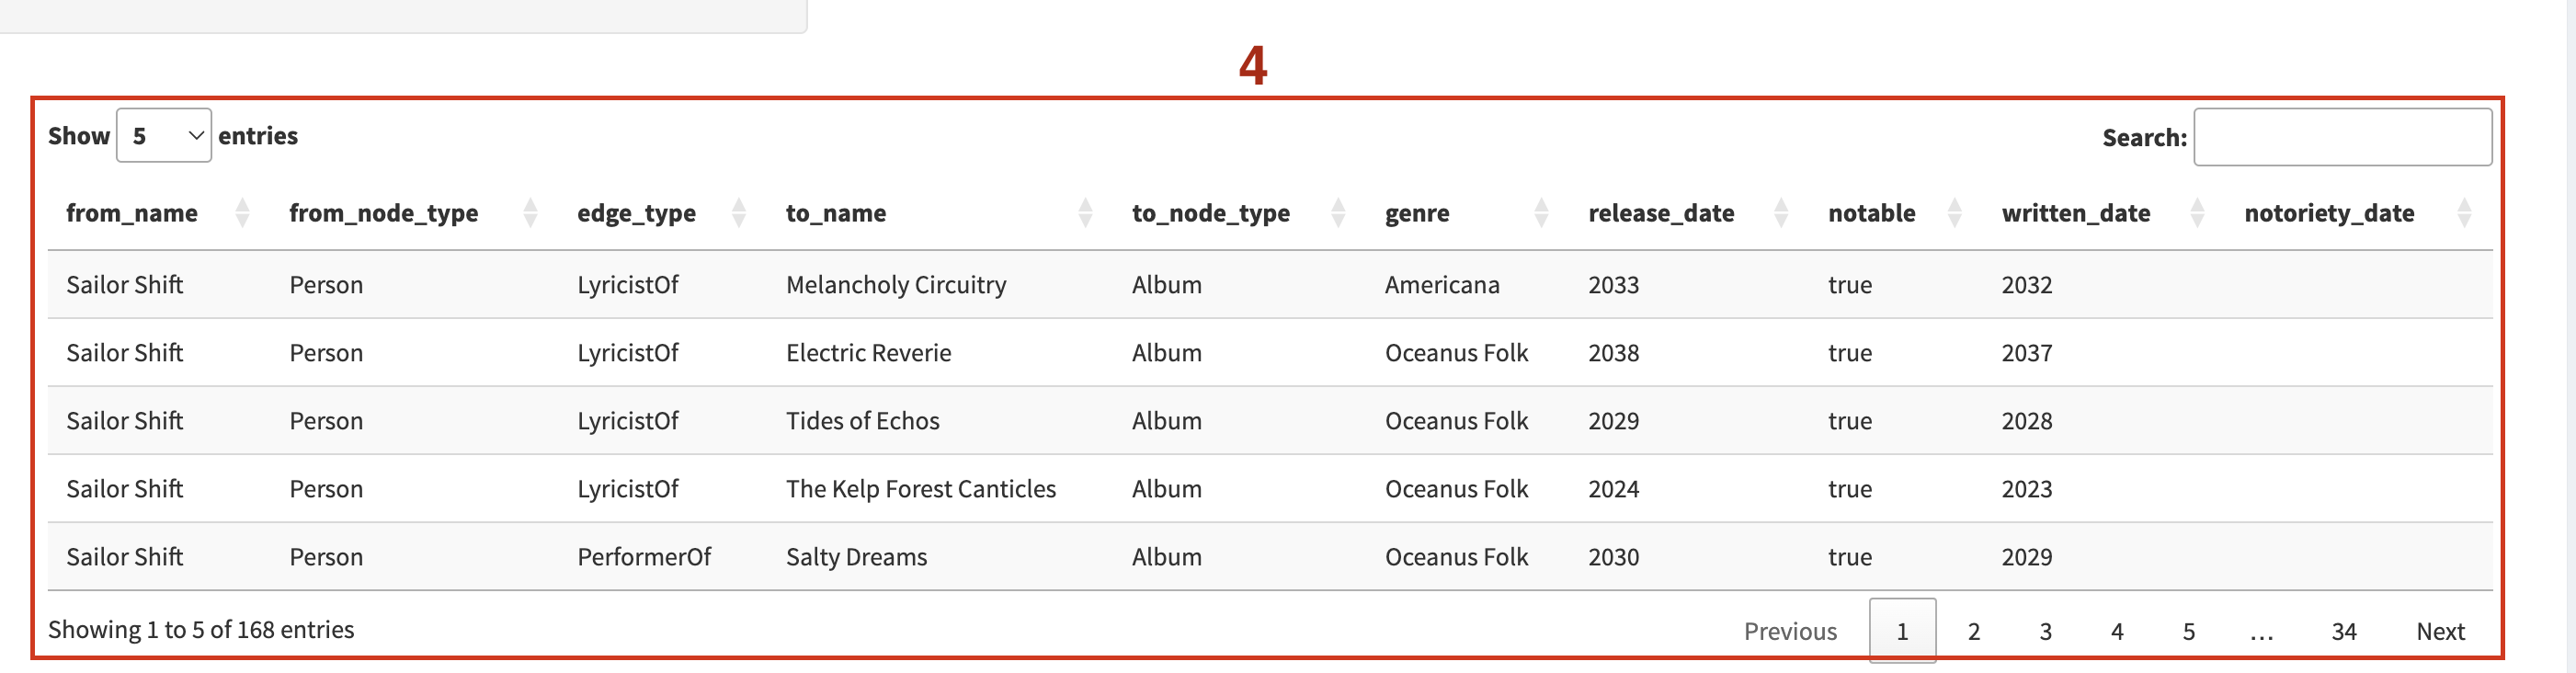 4
Show 5 entries Search:
from_name from_node_type edge_type to_name to_node_type genre release_date notable written_date notoriety_date
Sailor Shift Person LyricistOf Melancholy Circuitry Album Americana 2033 true 2032
Sailor Shift Person LyricistOf Electric Reverie Album Oceanus Folk 2038 true 2037
Sailor Shift Person LyricistOf Tides of Echos Album Oceanus Folk 2029 true 2028
Sailor Shift Person LyricistOf The Kelp Forest Canticles Album Oceanus Folk 2024 true 2023
Sailor Shift Person PerformerOf Salty Dreams Album Oceanus Folk 2030 true 2029
Showing 1 to 5 of 168 entries Previous 1 2 3 4 5 … 34 Next